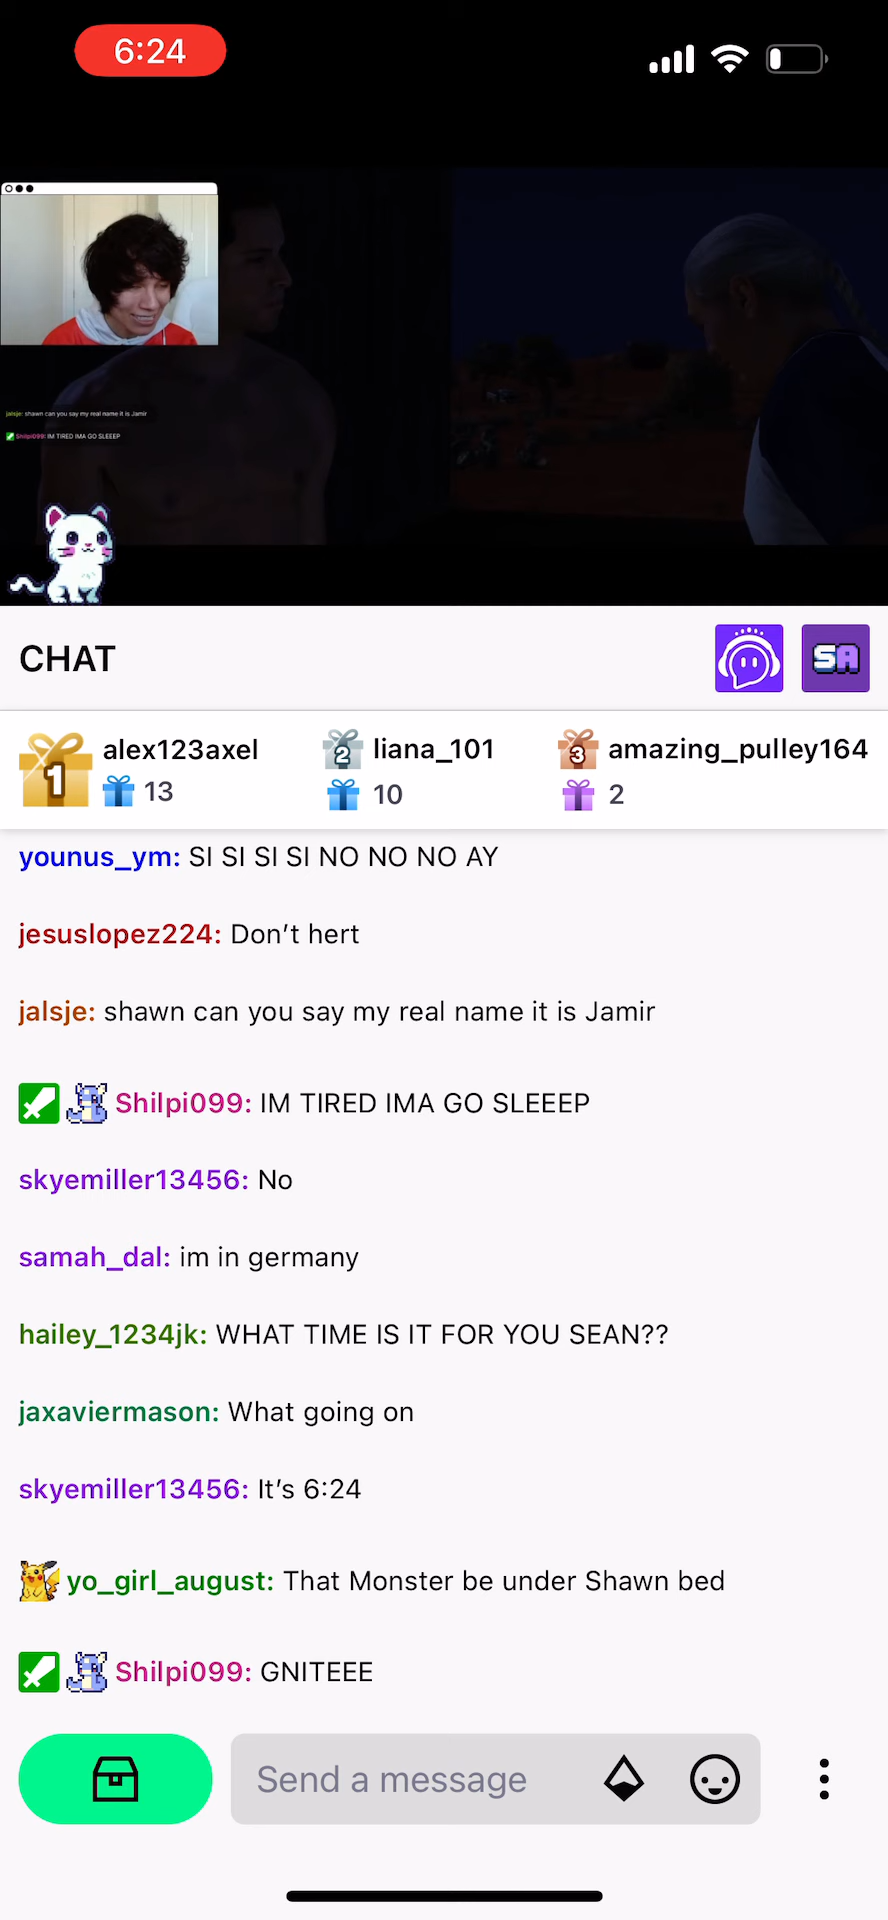 6:24
jalsje: shawn can you say my real name it is Jamir
Shilpi099: IM TIRED IMA GO SLEEEP
CHAT
SA
1
alex123axel
13
2
liana_101
10
3
amazing_pulley164
2
younus_ym: SI SI SI SI NO NO NO AY
jesuslopez224: Don’t hert
jalsje: shawn can you say my real name it is Jamir
Shilpi099: IM TIRED IMA GO SLEEEP
skyemiller13456: No
samah_dal: im in germany
hailey_1234jk: WHAT TIME IS IT FOR YOU SEAN??
jaxaviermason: What going on
skyemiller13456: It’s 6:24
yo_girl_august: That Monster be under Shawn bed
Shilpi099: GNITEEE
Send a message